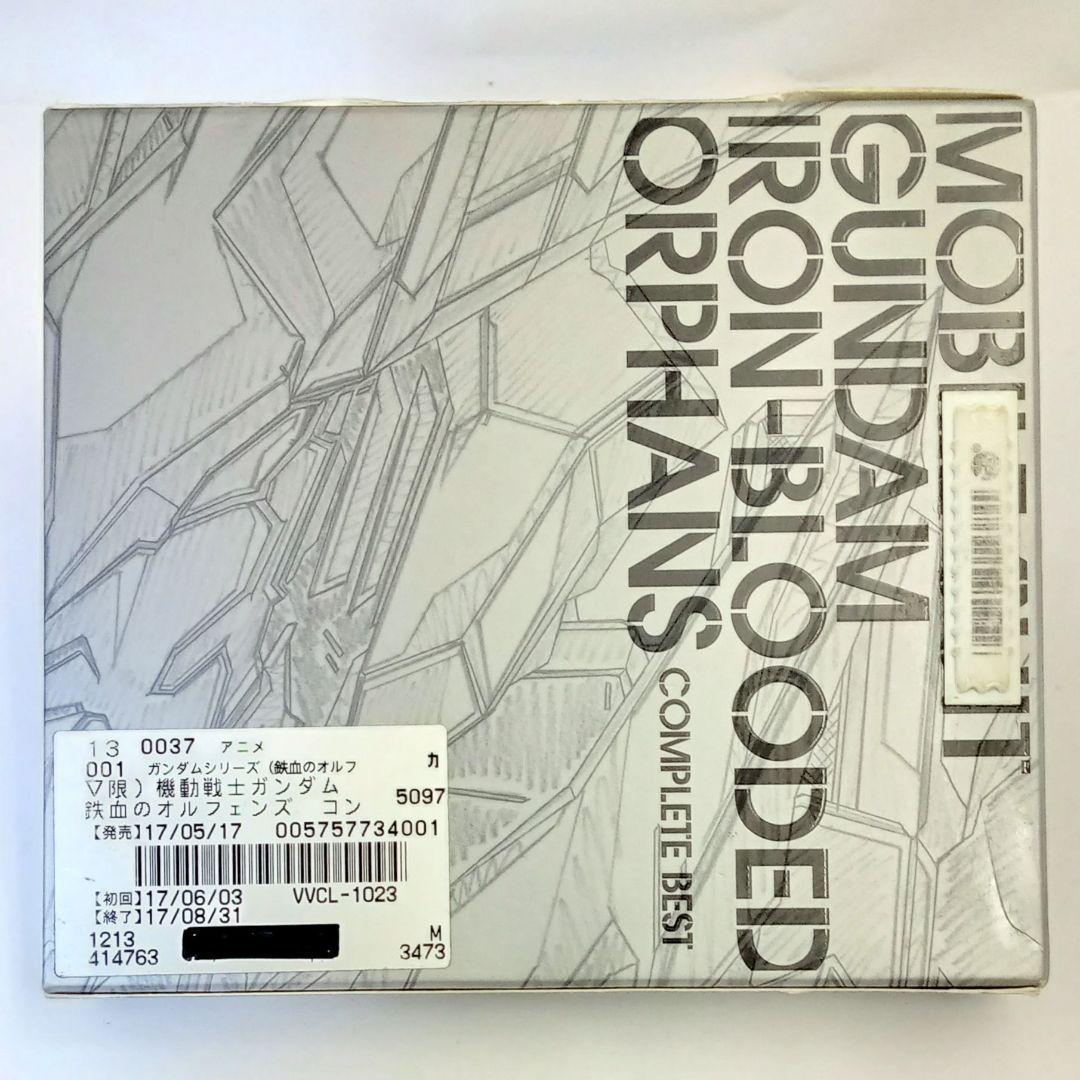 MOBILE SUIT
GUNDAM
IRON-BLOODED
ORPHANS
COMPLETE BEST
13 0037 アニメ
001 ガンダムシリーズ（鉄血のオルフ カ
▽限）機動戦士ガンダム
鉄血のオルフェンズ コン 5097
【発売】17/05/17 005757734001
【初回】17/06/03 VVCL-1023
【終了】17/08/31
1213 M
414763 3473